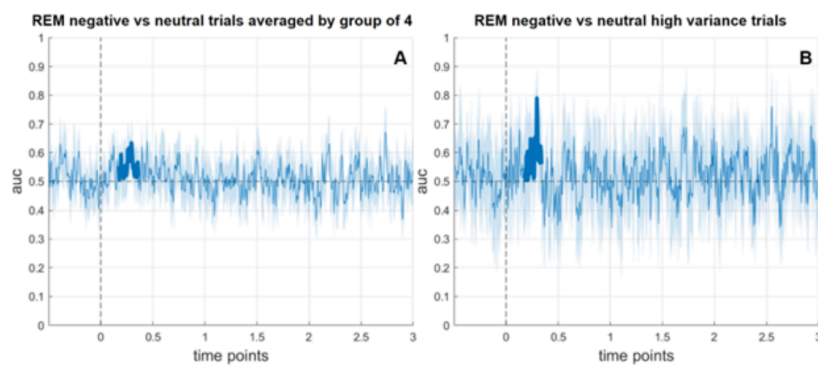 REM negative vs neutral trials averaged by group of 4
A
1
0.9
0.8
0.7
0.6
0.5
0.4
0.3
0.2
0.1
0
auc
0 0.5 1 1.5 2 2.5 3
time points
REM negative vs neutral high variance trials
B
1
0.9
0.8
0.7
0.6
0.5
0.4
0.3
0.2
0.1
0
auc
0 0.5 1 1.5 2 2.5 3
time points